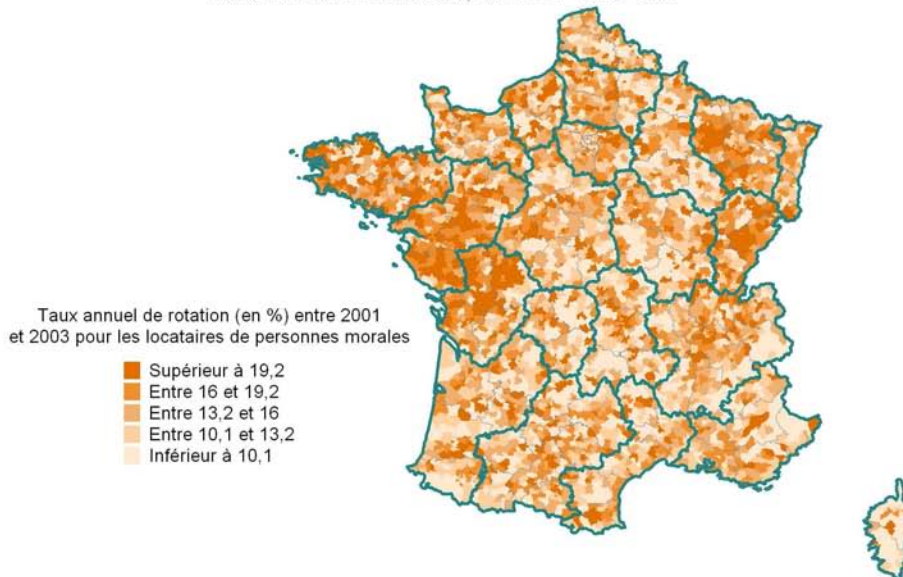 Taux annuel de rotation (en %) entre 2001
et 2003 pour les locataires de personnes morales
Supérieur à 19,2
Entre 16 et 19,2
Entre 13,2 et 16
Entre 10,1 et 13,2
Inférieur à 10,1